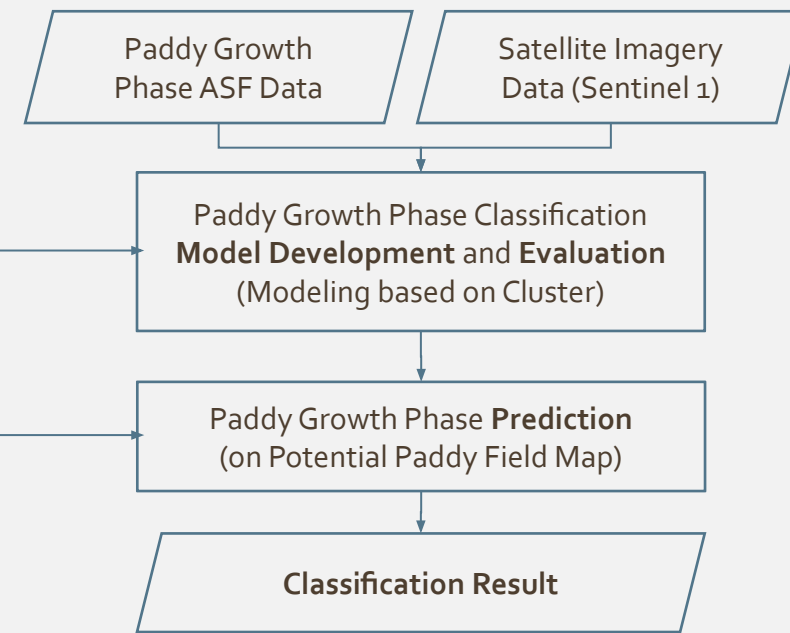 Paddy Growth
Phase ASF Data
Satellite Imagery
Data (Sentinel 1)
Paddy Growth Phase Classification
Model Development and Evaluation
(Modeling based on Cluster)
Paddy Growth Phase Prediction
(on Potential Paddy Field Map)
Classification Result